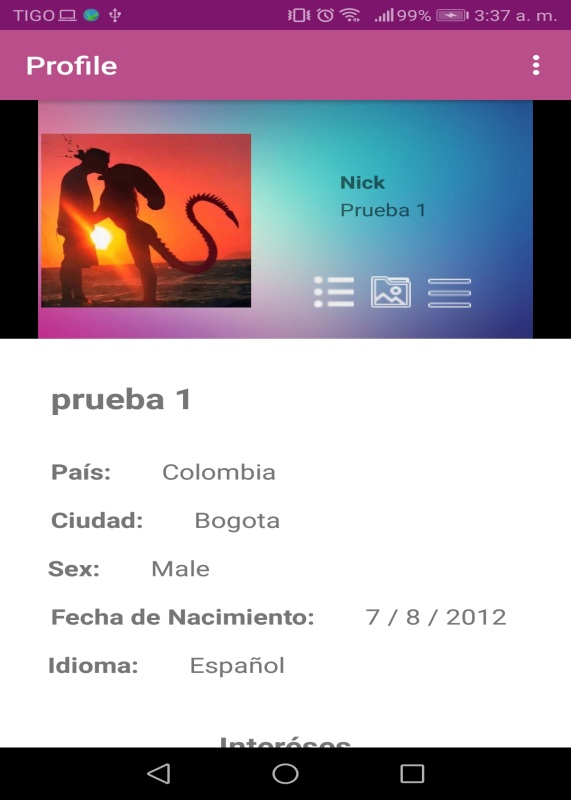 TIGO 99% 3:37 a. m.
Profile
Nick
Prueba 1
prueba 1
País: Colombia
Ciudad: Bogota
Sex: Male
Fecha de Nacimiento: 7 / 8 / 2012
Idioma: Español
Interéses